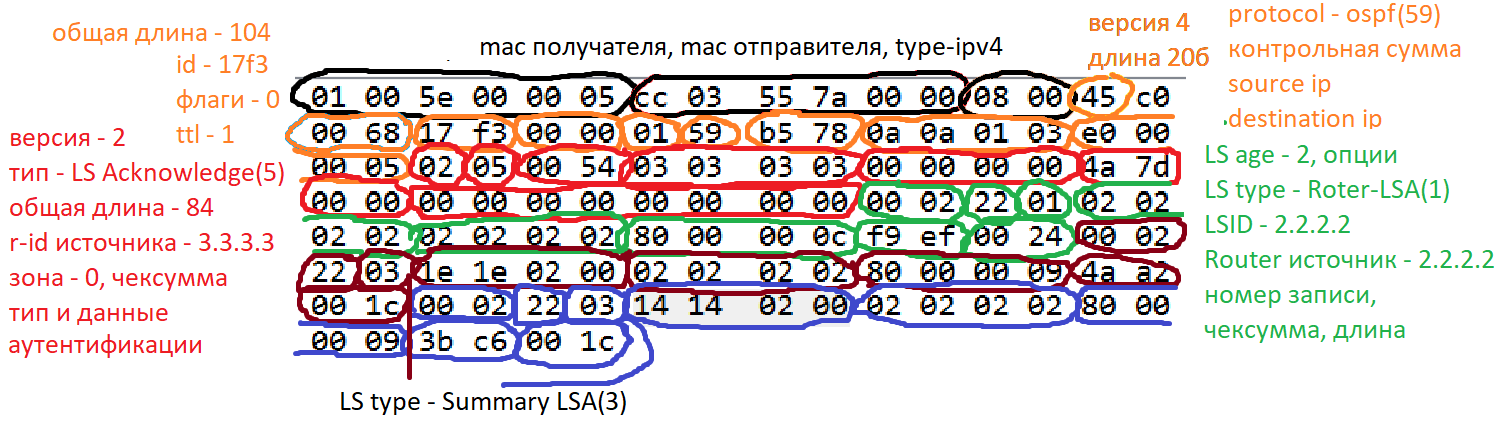 общая длина - 104
id - 17f3
флаги - 0
ttl - 1
mac получателя, mac отправителя, type-ipv4
версия 4
длина 20б
protocol - ospf(59)
контрольная сумма
source ip
destination ip
01 00 5e 00 00 05 cc 03 55 7a 00 00 08 00 45 c0
00 68 17 f3 00 00 01 59 b5 78 0a 0a 01 03 e0 00
00 05 02 05 00 54 03 03 03 03 00 00 00 00 4a 7d
00 00 00 00 00 00 00 00 00 00 00 02 22 01 02 02
02 02 02 02 02 02 80 00 00 0c f9 ef 00 24 00 02
22 03 1e 1e 02 00 02 02 02 02 80 00 00 09 4a a2
00 1c 00 02 22 03 14 14 02 00 02 02 02 02 80 00
00 09 3b c6 00 1c
версия - 2
тип - LS Acknowledge(5)
общая длина - 84
r-id источника - 3.3.3.3
зона - 0, чексумма
тип и данные
аутентификации
LS age - 2, опции
LS type - Roter-LSA(1)
LSID - 2.2.2.2
Router источник - 2.2.2.2
номер записи,
чексумма, длина
LS type - Summary LSA(3)